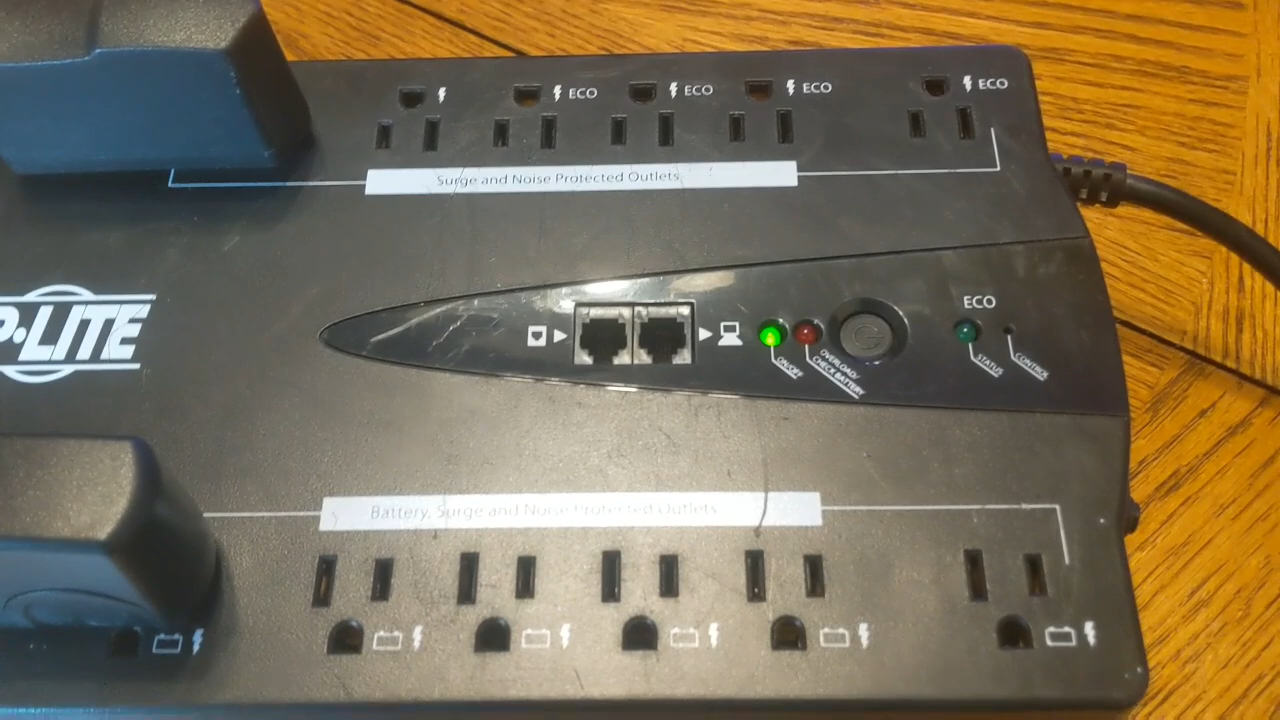 ECO
ECO
ECO
ECO
Surge and Noise Protected Outlets
P·LITE
ECO
ON/OFF
OVERLOAD/
CHECK BATTERY
STATUS
CONTROL
Battery, Surge and Noise Protected Outlets